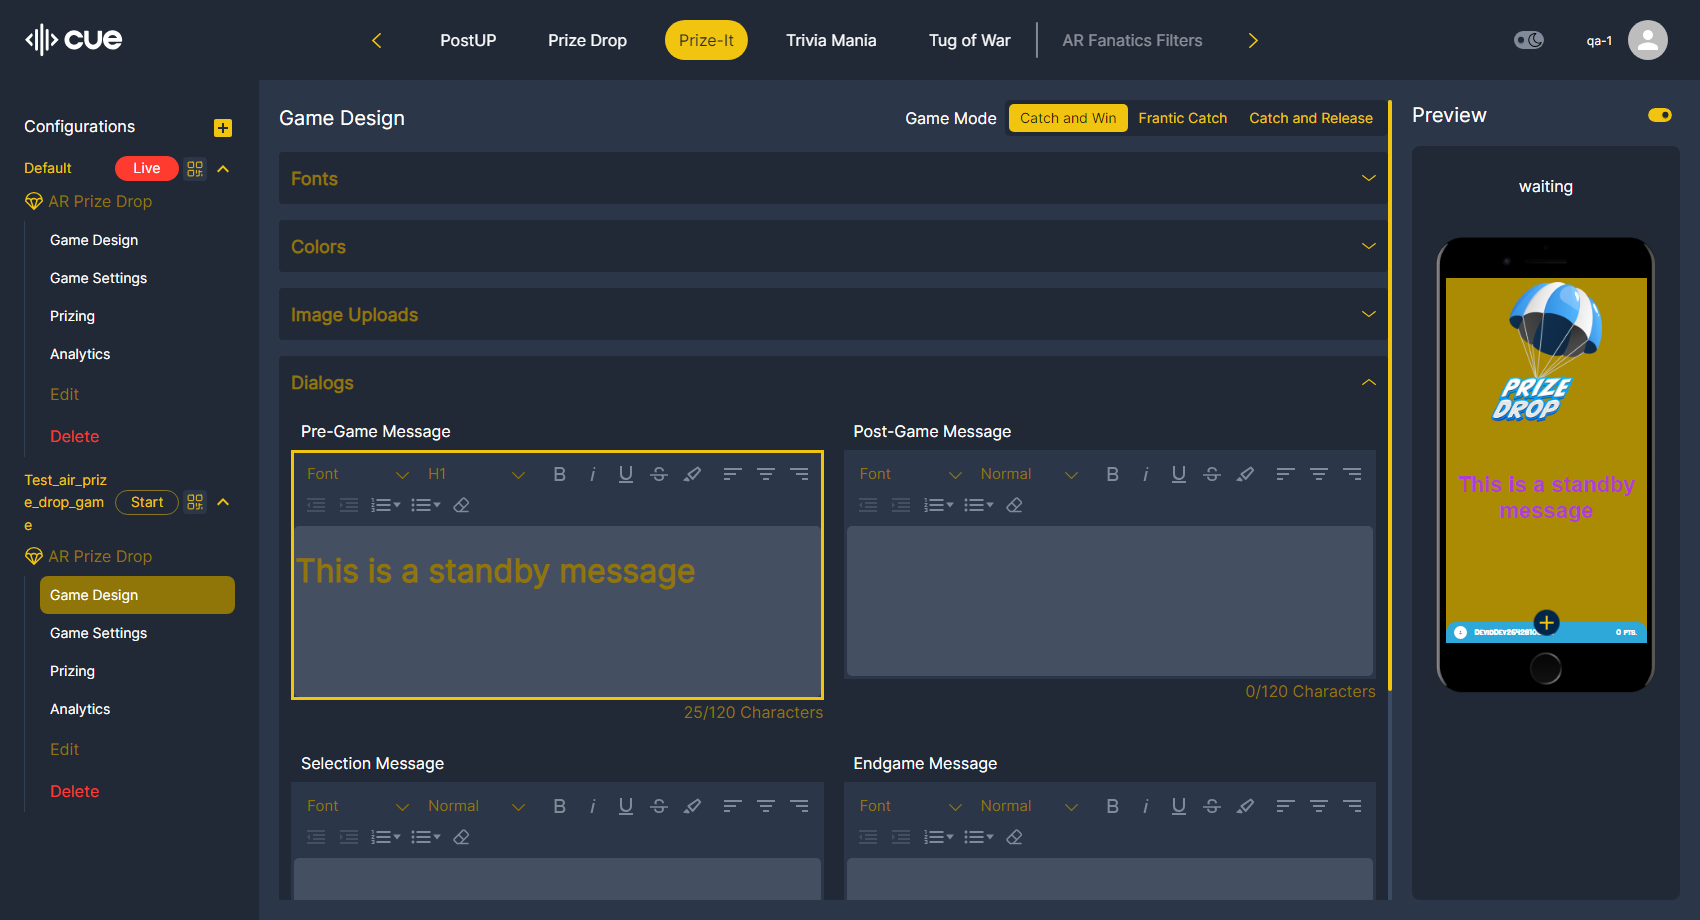 cue
PostUP
Prize Drop
Prize-It
Trivia Mania
Tug of War
AR Fanatics Filters
qa-1
Configurations
Default
Live
AR Prize Drop
Game Design
Game Settings
Prizing
Analytics
Edit
Delete
Test_air_priz
e_drop_gam
e
Start
AR Prize Drop
Game Design
Game Settings
Prizing
Analytics
Edit
Delete
Game Design
Game Mode
Catch and Win
Frantic Catch
Catch and Release
Fonts
Colors
Image Uploads
Dialogs
Pre-Game Message
Font
H1
This is a standby message
25/120 Characters
Post-Game Message
Font
Normal
0/120 Characters
Selection Message
Font
Normal
Endgame Message
Font
Normal
Preview
waiting
PRIZE
DROP
This is a standby
message
0 PTS.